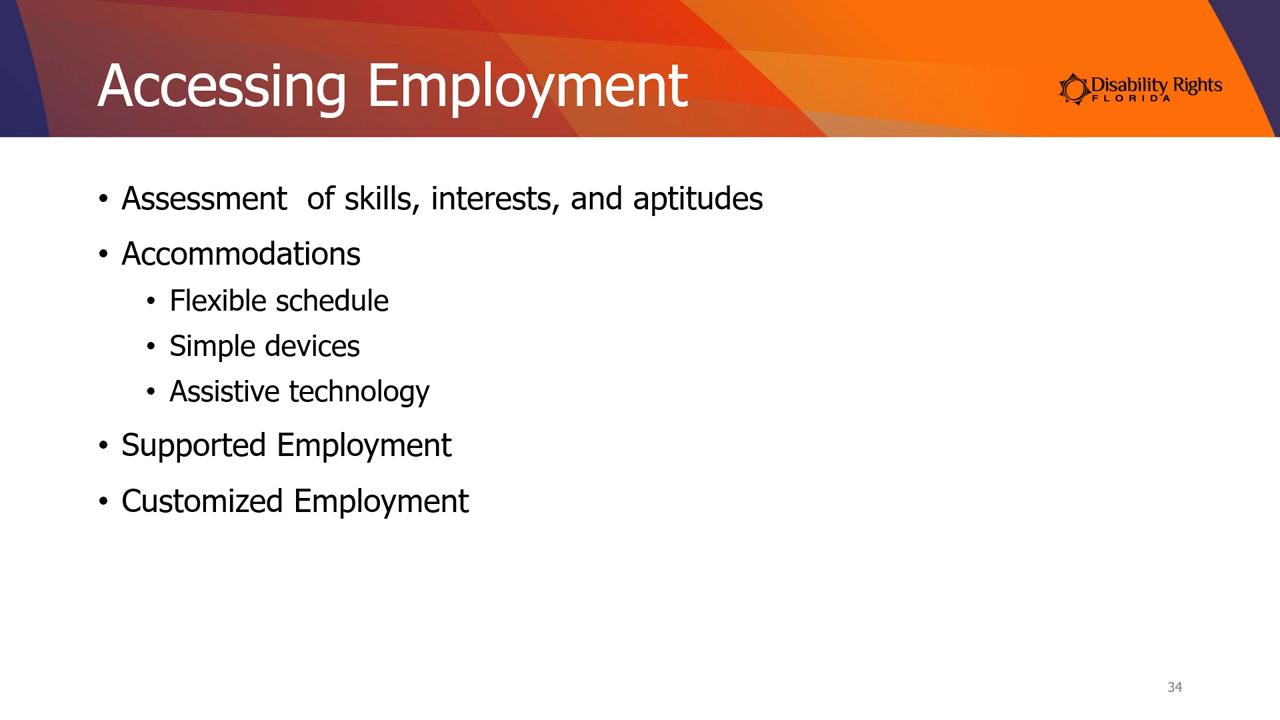 Accessing Employment
Disability Rights
FLORIDA
• Assessment  of skills, interests, and aptitudes
• Accommodations
• Flexible schedule
• Simple devices
• Assistive technology
• Supported Employment
• Customized Employment
34